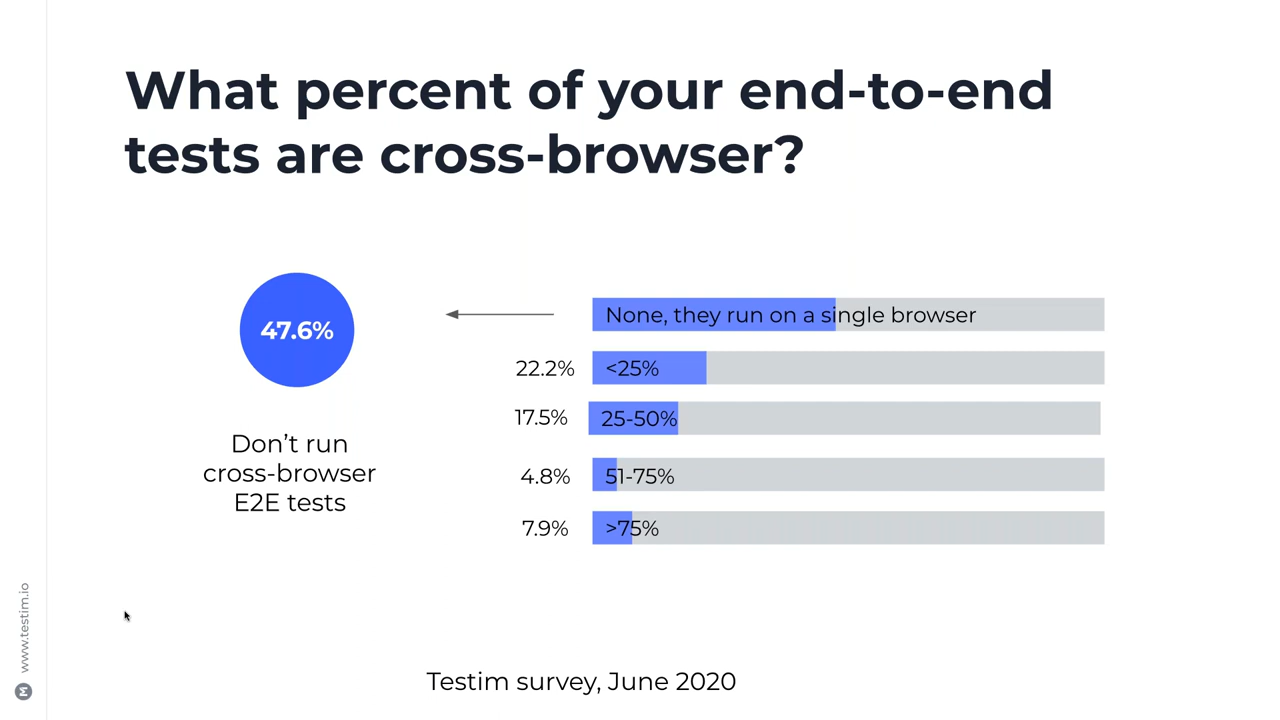 What percent of your end-to-end
tests are cross-browser?
47.6%
Don’t run
cross-browser
E2E tests
None, they run on a single browser
22.2% <25%
17.5% 25-50%
4.8% 51-75%
7.9% >75%
Testim survey, June 2020
www.testim.io